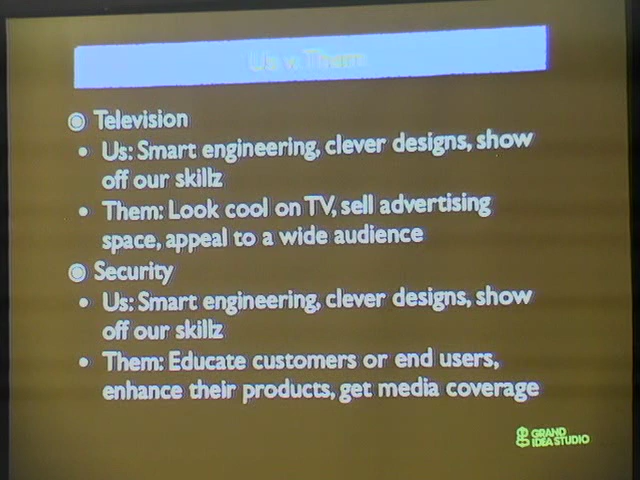 Us v. Them
Television
Us: Smart engineering, clever designs, show
off our skillz
Them: Look cool on TV, sell advertising
space, appeal to a wide audience
Security
Us: Smart engineering, clever designs, show
off our skillz
Them: Educate customers or end users,
enhance their products, get media coverage
GRAND
IDEA STUDIO